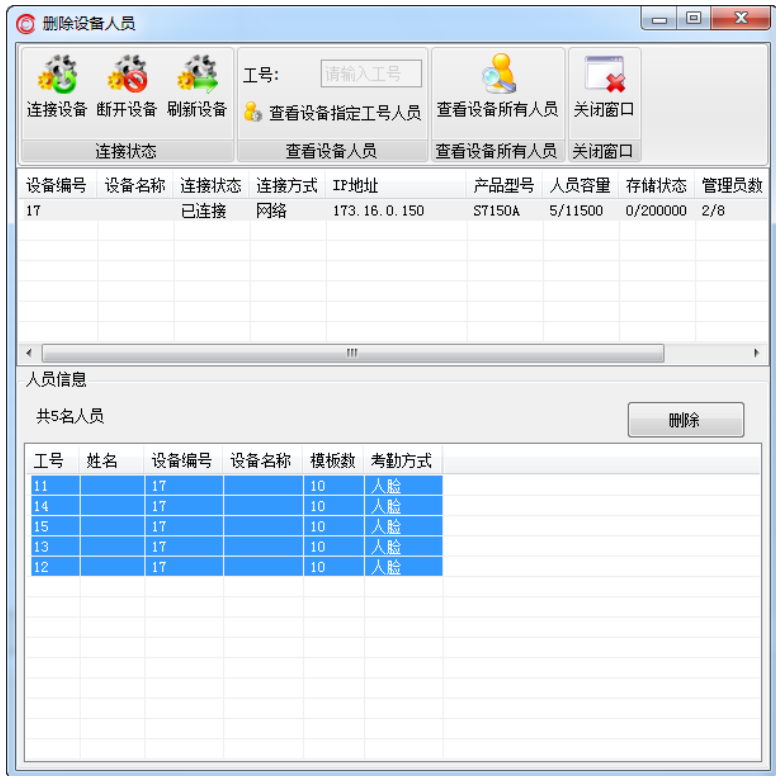 删除设备人员
连接设备 断开设备 刷新设备
工号: 请输入工号
查看设备指定工号人员
查看设备所有人员 关闭窗口
连接状态 查看设备人员 查看设备所有人员 关闭窗口
设备编号 设备名称 连接状态 连接方式 IP地址 产品型号 人员容量 存储状态 管理员数
17 已连接 网络 173.16.0.150 S7150A 5/11500 0/200000 2/8
人员信息
共5名人员 删除
工号 姓名 设备编号 设备名称 模板数 考勤方式
11 17 10 人脸
14 17 10 人脸
15 17 10 人脸
13 17 10 人脸
12 17 10 人脸